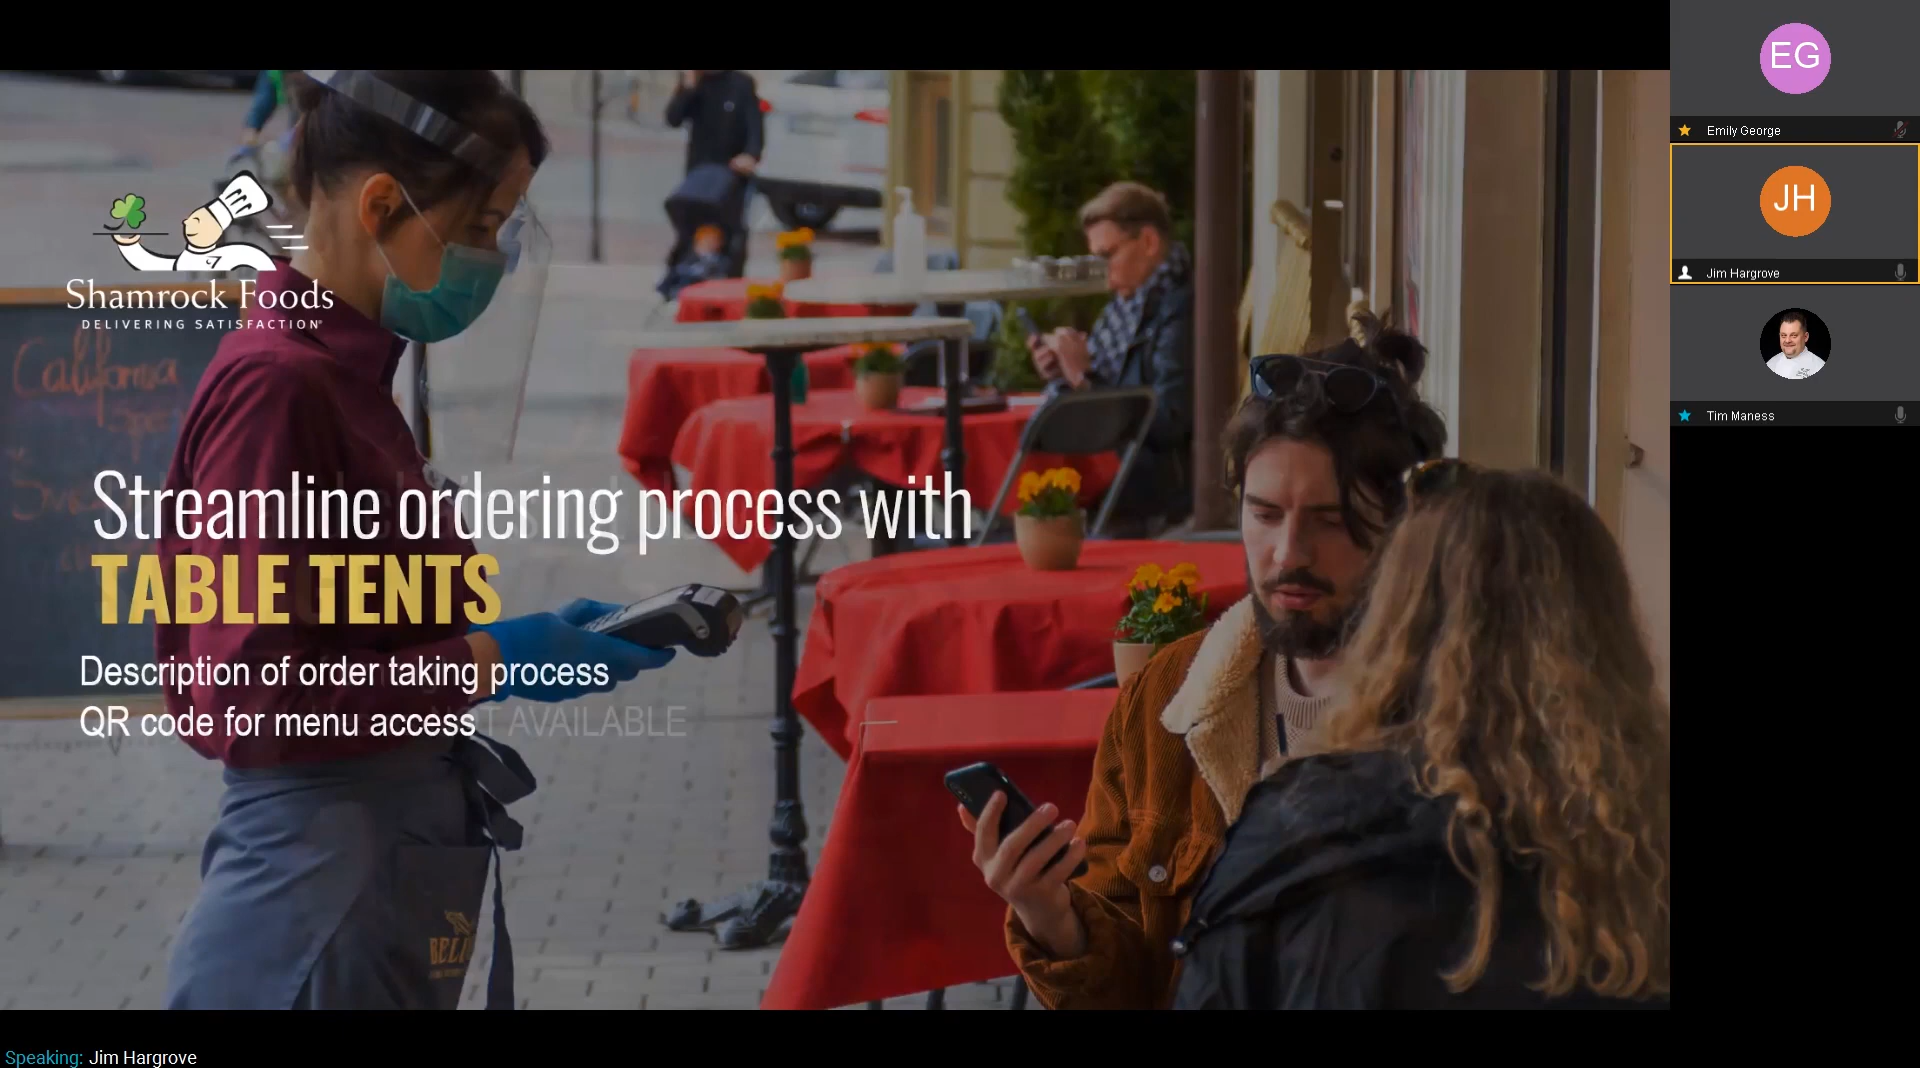 Shamrock Foods
DELIVERING SATISFACTION
California
Streamline ordering process with
TABLE TENTS
Description of order taking process
QR code for menu access
AVAILABLE
EG
Emily George
JH
Jim Hargrove
Tim Maness
Speaking: Jim Hargrove